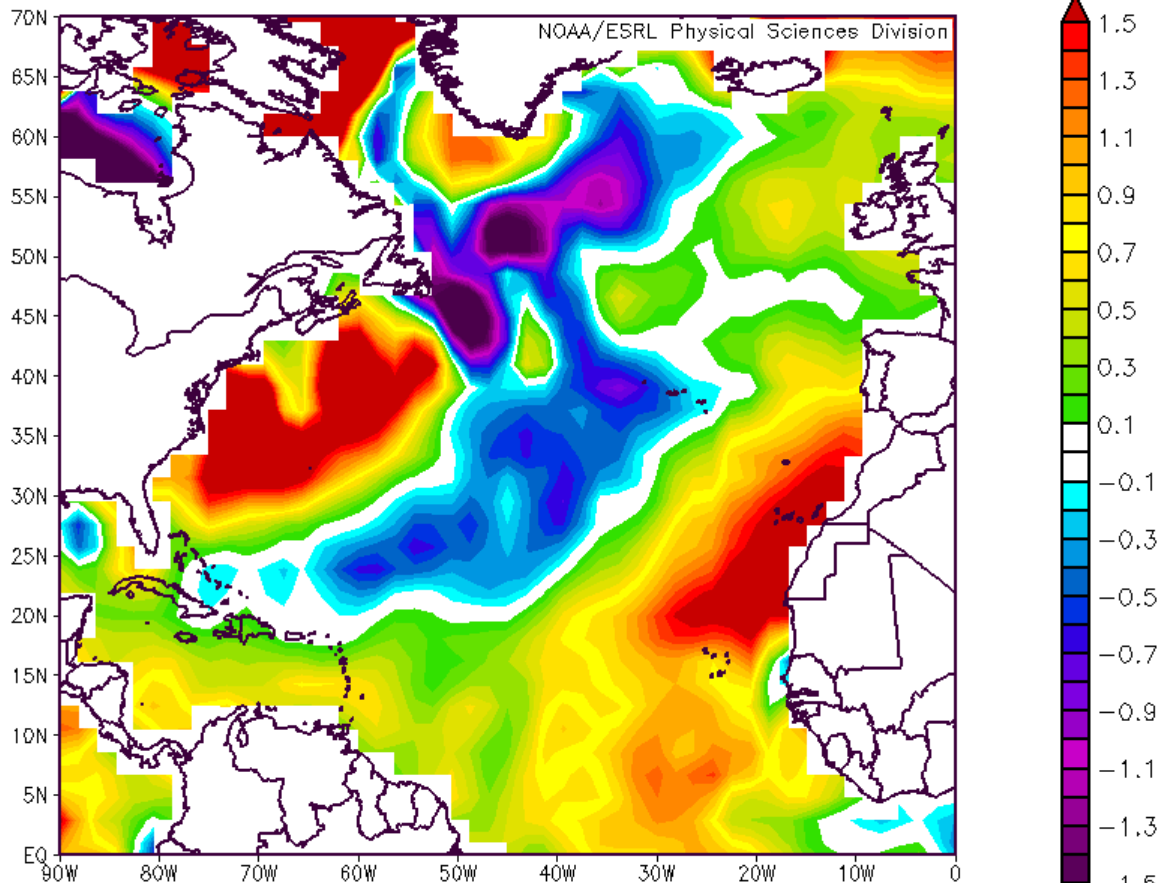 NOAA/ESRL Physical Sciences Division
70N
65N
60N
55N
50N
45N
40N
35N
30N
25N
20N
15N
10N
5N
EQ
90W 80W 70W 60W 50W 40W 30W 20W 10W 0
1.5
1.3
1.1
0.9
0.7
0.5
0.3
0.1
-0.1
-0.3
-0.5
-0.7
-0.9
-1.1
-1.3
-1.5